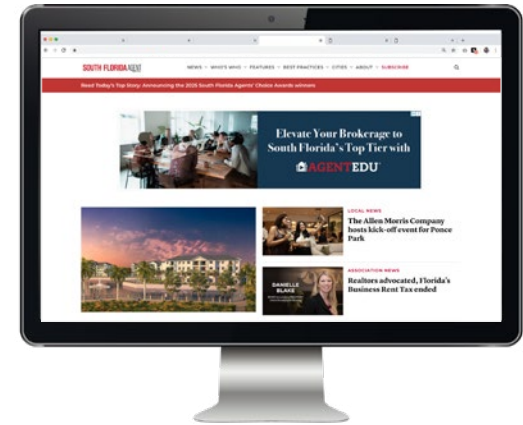 SOUTH FLORIDA AGENT
NEWS WHO'S WHO FEATURES BEST PRACTICES CITIES ABOUT SUBSCRIBE
Read Today's Top Story: Announcing the 2025 South Florida Agents' Choice Awards winners
Elevate Your Brokerage to
South Florida's Top Tier with
AGENTEDU
LOCAL NEWS
The Allen Morris Company
hosts kick-off event for Ponce
Park
ASSOCIATION NEWS
Realtors advocated, Florida's
Business Rent Tax ended
DANIELLE
BLAKE